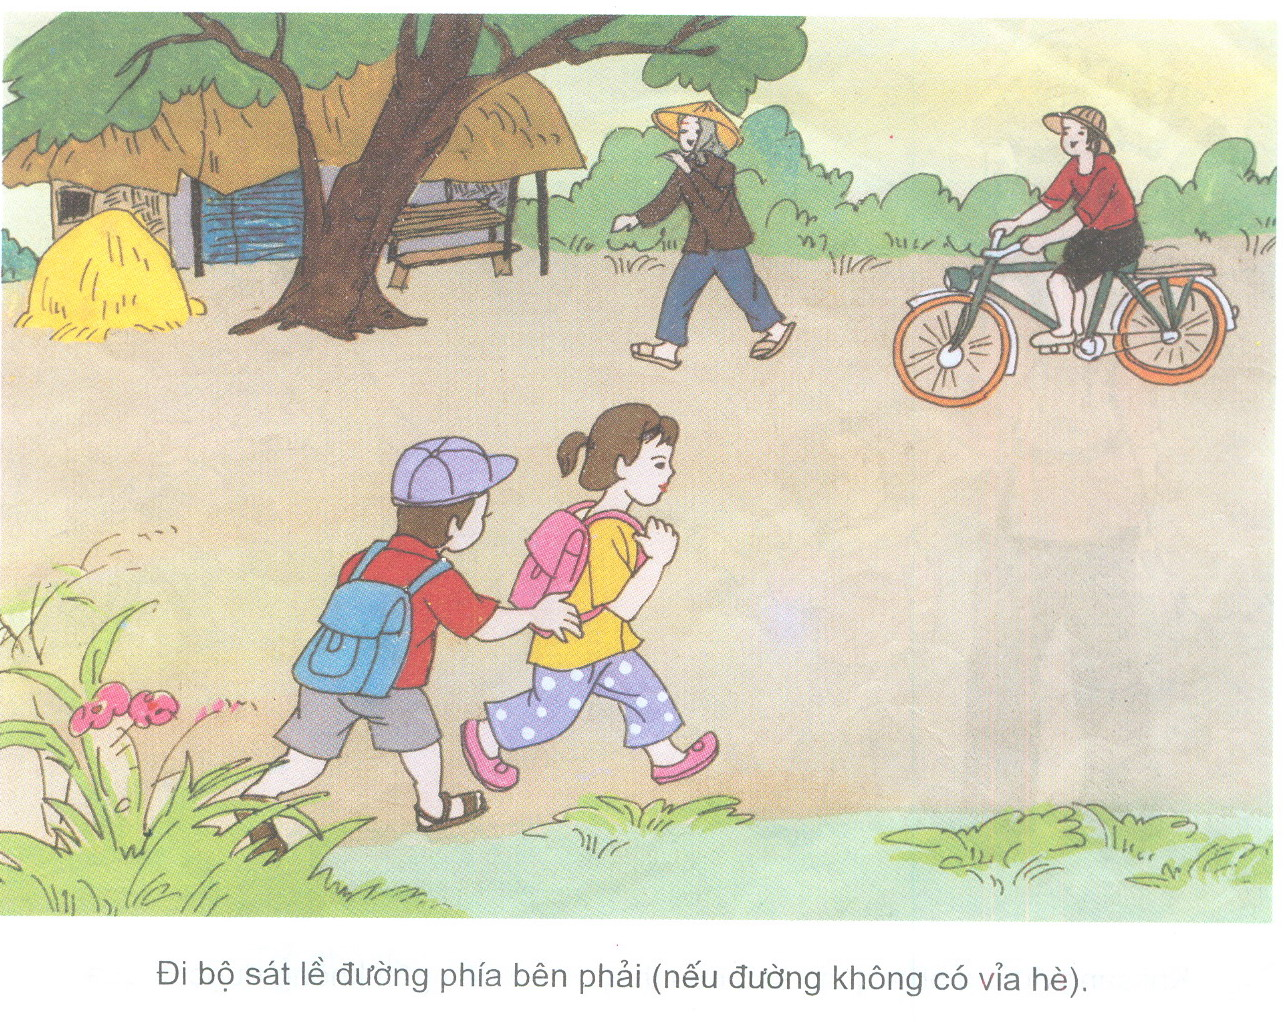 Đi bộ sát lề đường phía bên phải (nếu đường không có vỉa hè).